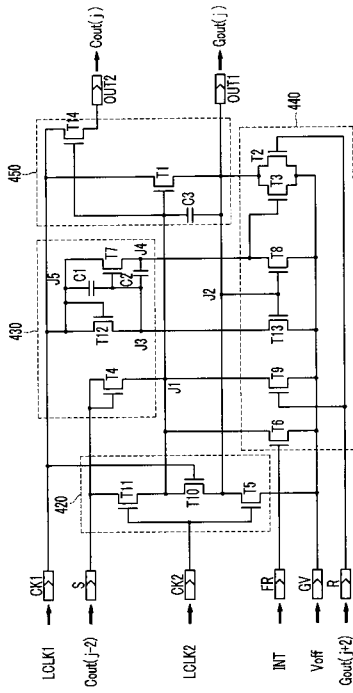 450
Cout(j)
T14
OUT2
Gout(j)
T1
OUT1
C3
440
430
J5
C1
T7
J4
C2
T12
J3
J2
T2
T3
T8
T13
T4
J1
T9
T6
420
T11
T10
T5
CK1
S
CK2
FR
GV
R
LCLK1
Cout(j-2)
LCLK2
INT
Voff
Gout(j+2)